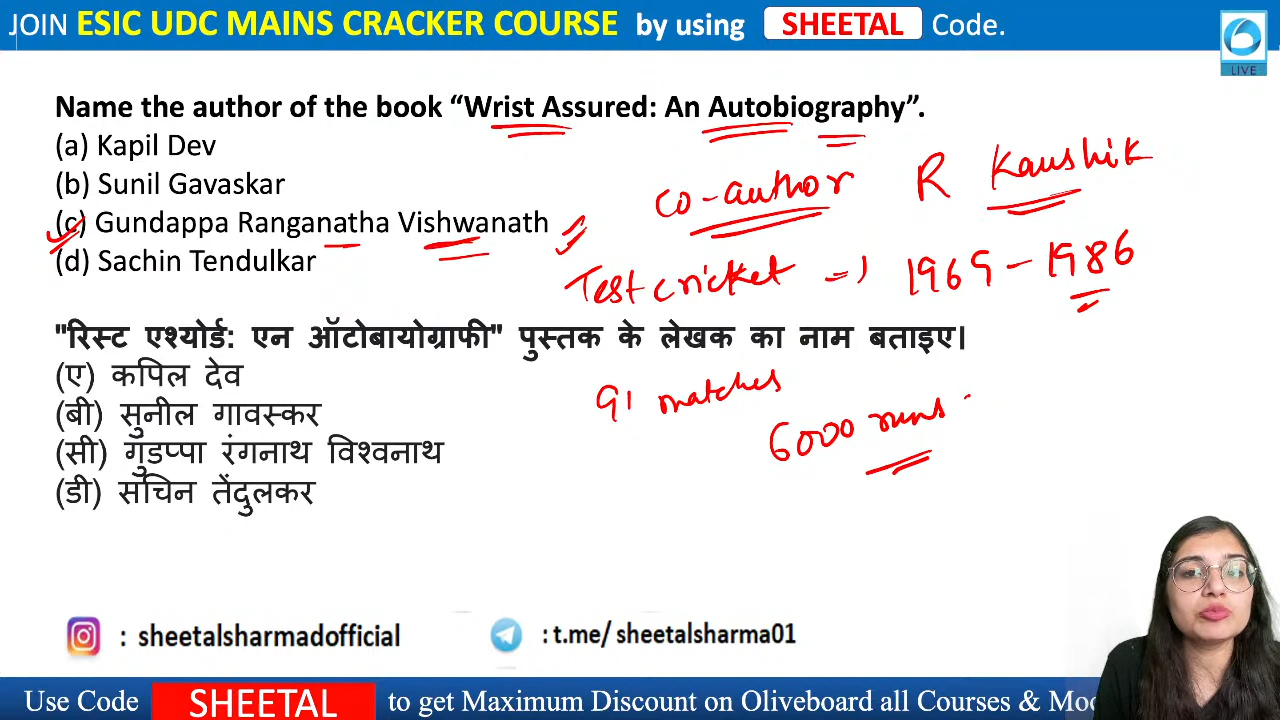 JOIN ESIC UDC MAINS CRACKER COURSE by using SHEETAL Code.
LIVE
Name the author of the book “Wrist Assured: An Autobiography”.
(a) Kapil Dev
(b) Sunil Gavaskar
(c) Gundappa Ranganatha Vishwanath
(d) Sachin Tendulkar
co-author R Kaushik
Test cricket => 1969 - 1986
"रिस्ट एश्योर्ड: एन ऑटोबायोग्राफी" पुस्तक के लेखक का नाम बताइए।
(ए) कपिल देव
(बी) सुनील गावस्कर
(सी) गुंडप्पा रंगनाथ विश्वनाथ
(डी) सचिन तेंदुलकर
91 matches
6000 runs
: sheetalsharmadofficial
: t.me/ sheetalsharma01
Use Code SHEETAL to get Maximum Discount on Oliveboard all Courses & Moc